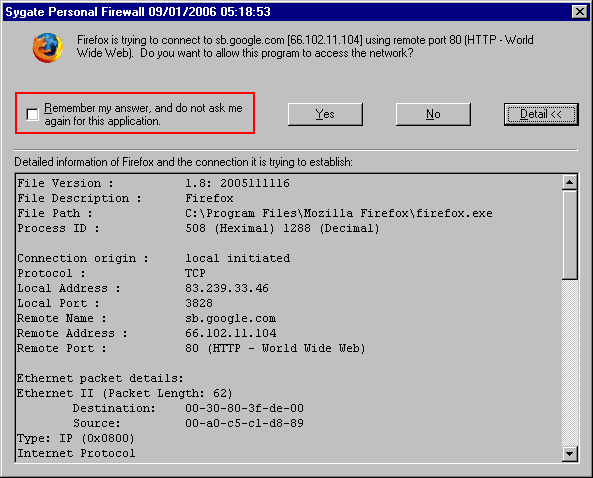 Sygate Personal Firewall 09/01/2006 05:18:53
Firefox is trying to connect to sb.google.com [66.102.11.104] using remote port 80 (HTTP - World
Wide Web). Do you want to allow this program to access the network?
Remember my answer, and do not ask me
again for this application.
Yes
No
Detail <<
Detailed information of Firefox and the connection it is trying to establish:
File Version : 1.8: 2005111116
File Description : Firefox
File Path : C:\Program Files\Mozilla Firefox\firefox.exe
Process ID : 508 (Heximal) 1288 (Decimal)
Connection origin : local initiated
Protocol : TCP
Local Address : 83.239.33.46
Local Port : 3828
Remote Name : sb.google.com
Remote Address : 66.102.11.104
Remote Port : 80 (HTTP - World Wide Web)
Ethernet packet details:
Ethernet II (Packet Length: 62)
Destination: 00-30-80-3f-de-00
Source: 00-a0-c5-c1-d8-89
Type: IP (0x0800)
Internet Protocol